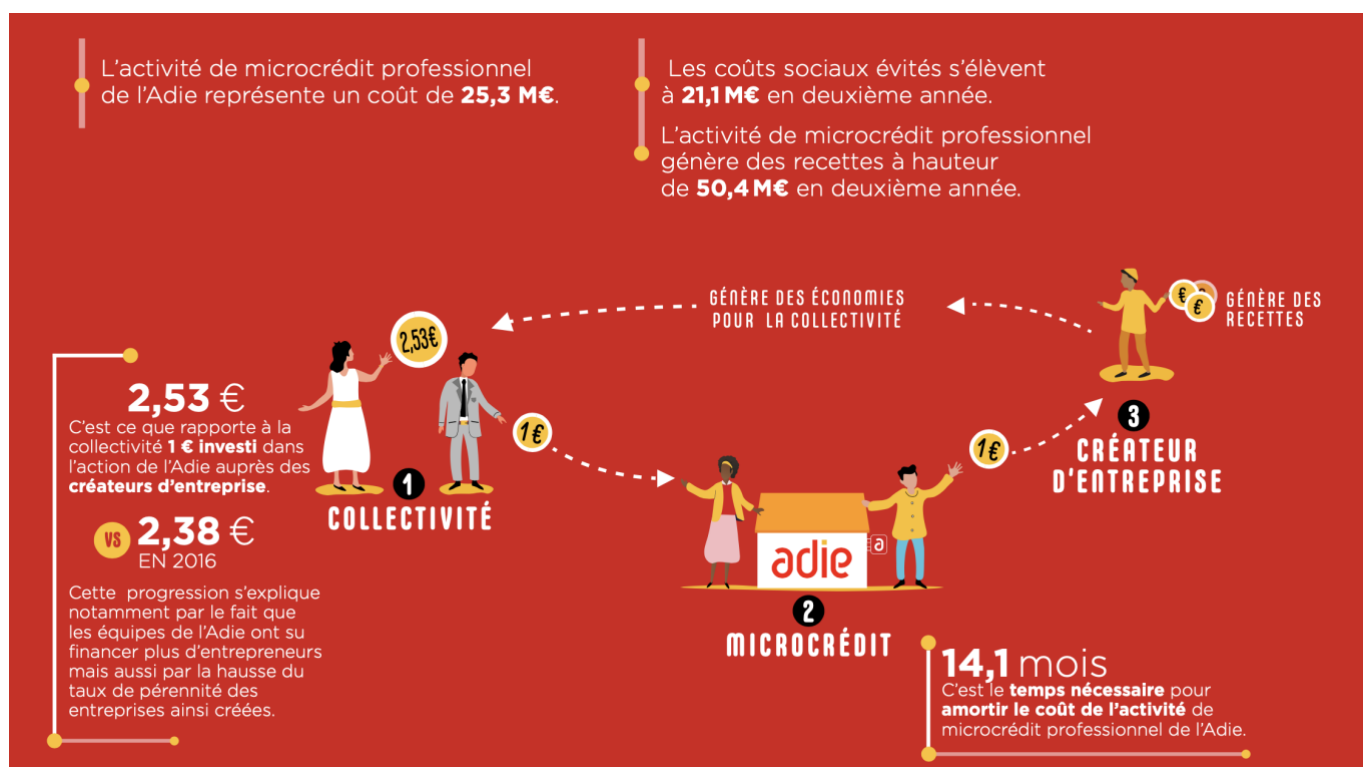 L'activité de microcrédit professionnel
de l'Adie représente un coût de 25,3 M€.
Les coûts sociaux évités s'élèvent
à 21,1 M€ en deuxième année.
L'activité de microcrédit professionnel
génère des recettes à hauteur
de 50,4 M€ en deuxième année.
GÉNÈRE DES ÉCONOMIES
POUR LA COLLECTIVITÉ
€
€
GÉNÈRE DES
RECETTES
2,53€
2,53 €
C'est ce que rapporte à la
collectivité 1 € investi dans
l'action de l'Adie auprès des
créateurs d'entreprise.
VS 2,38 €
EN 2016
Cette progression s'explique
notamment par le fait que
les équipes de l'Adie ont su
financer plus d'entrepreneurs
mais aussi par la hausse du
taux de pérennité des
entreprises ainsi créées.
1
COLLECTIVITÉ
1€
adie
2
MICROCRÉDIT
1€
3
CRÉATEUR
D'ENTREPRISE
14,1 mois
C'est le temps nécessaire pour
amortir le coût de l'activité de
microcrédit professionnel de l'Adie.